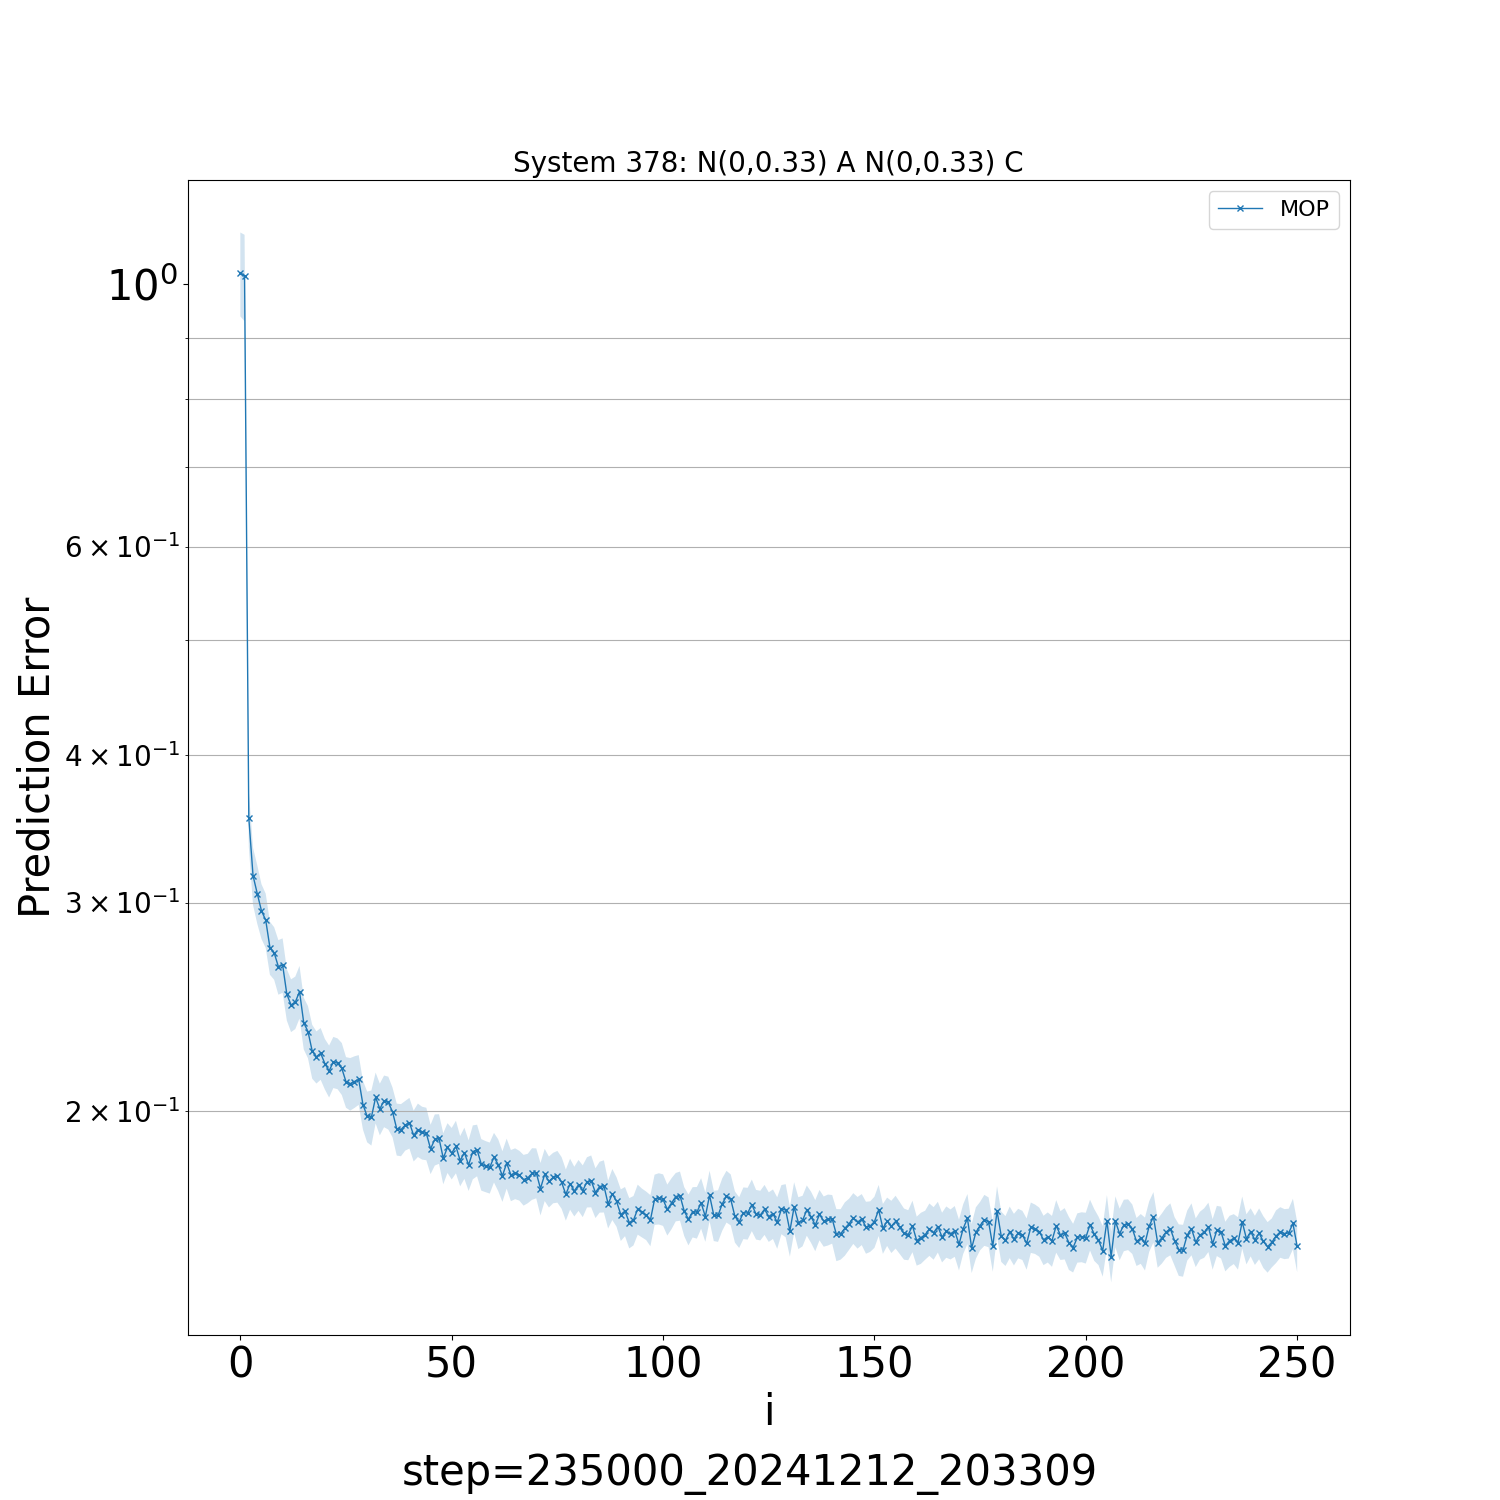 System 378: N(0,0.33) A N(0,0.33) C
MOP
10⁰
6 × 10⁻¹
4 × 10⁻¹
3 × 10⁻¹
2 × 10⁻¹
Prediction Error
0 50 100 150 200 250
i
step=235000_20241212_203309